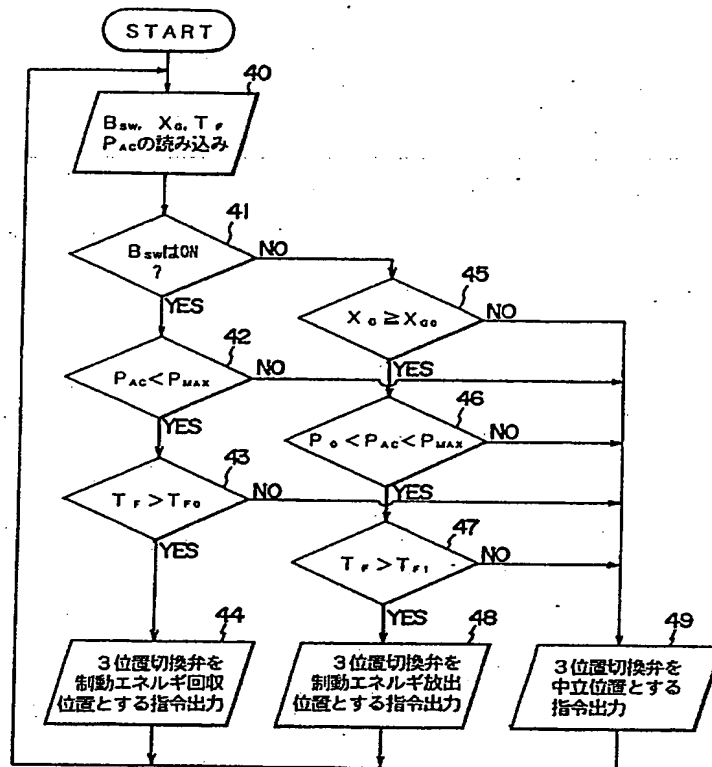 START
40
BSW, XG, TF
PACの読み込み
41
BSWはON
?
NO
YES
45
XG≧XG0
NO
YES
42
PAC<PMAX
NO
YES
46
P0<PAC<PMAX
NO
YES
43
TF>TF0
NO
YES
47
TF>TF1
NO
YES
44
3位置切換弁を
制動エネルギ回収
位置とする指令出力
48
3位置切換弁を
制動エネルギ放出
位置とする指令出力
49
3位置切換弁を
中立位置とする
指令出力